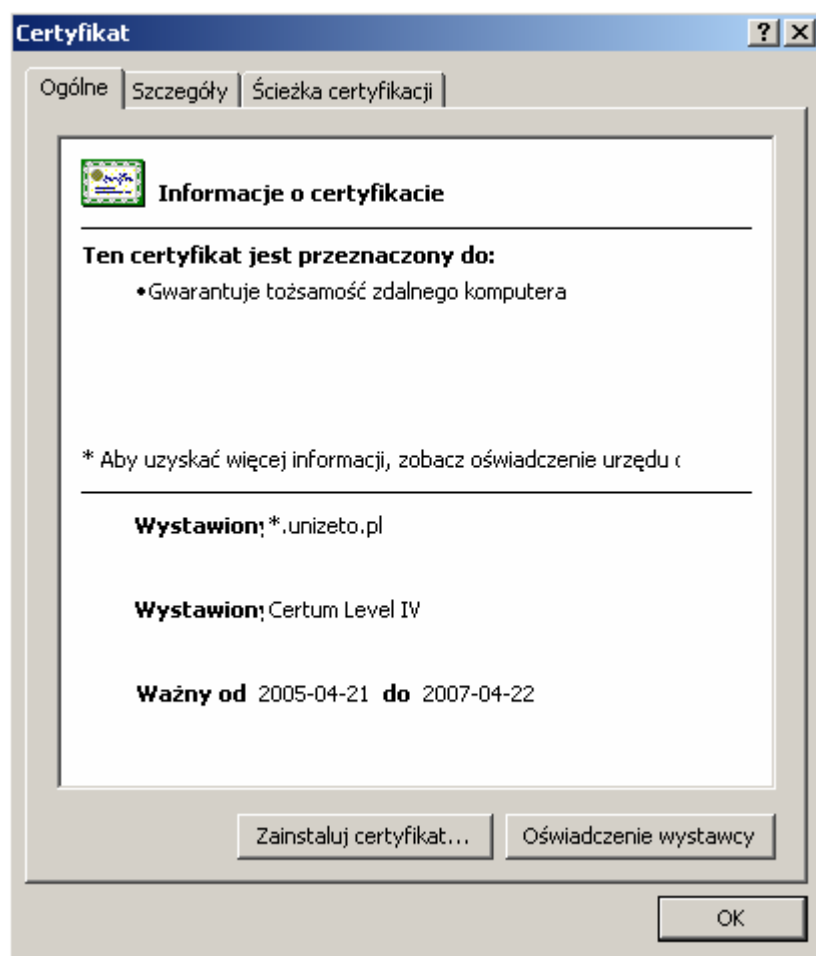 Certyfikat
Ogólne Szczegóły Ścieżka certyfikacji
Informacje o certyfikacie
Ten certyfikat jest przeznaczony do:
•Gwarantuje tożsamość zdalnego komputera
* Aby uzyskać więcej informacji, zobacz oświadczenie urzędu
Wystawiony *.unizeto.pl
Wystawiony Certum Level IV
Ważny od 2005-04-21 do 2007-04-22
Zainstaluj certyfikat... Oświadczenie wystawcy
OK